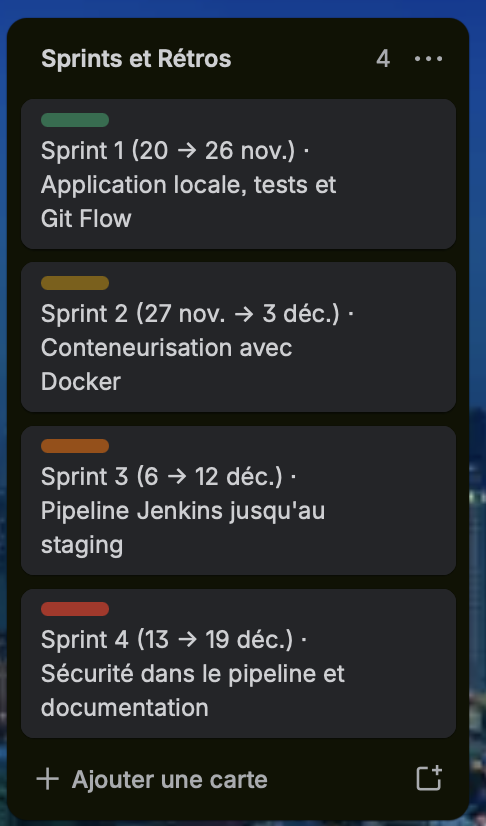 Sprints et Rétros 4 ...
Sprint 1 (20 → 26 nov.) ·
Application locale, tests et
Git Flow
Sprint 2 (27 nov. → 3 déc.) ·
Conteneurisation avec
Docker
Sprint 3 (6 → 12 déc.) ·
Pipeline Jenkins jusqu'au
staging
Sprint 4 (13 → 19 déc.) ·
Sécurité dans le pipeline et
documentation
+ Ajouter une carte